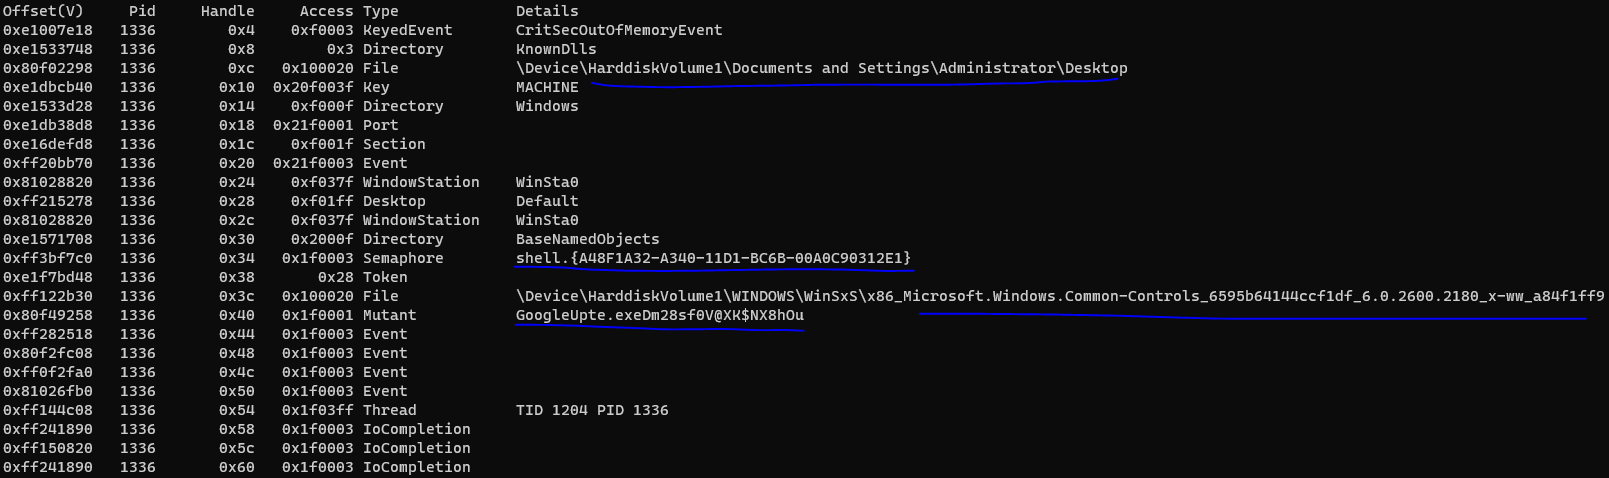 Offset(V)     Pid     Handle     Access Type             Details
0xe1007e18   1336        0x4    0xf0003 KeyedEvent       CritSecOutOfMemoryEvent
0xe1533748   1336        0x8        0x3 Directory        KnownDlls
0x80f02298   1336        0xc   0x100020 File             \Device\HarddiskVolume1\Documents and Settings\Administrator\Desktop
0xe1dbcb40   1336       0x10   0x20f003f Key              MACHINE
0xe1533d28   1336       0x14    0xf000f Directory        Windows
0xe1db38d8   1336       0x18  0x21f0001 Port
0xe16defd8   1336       0x1c    0xf001f Section
0xff20bb70   1336       0x20  0x21f0003 Event
0x81028820   1336       0x24    0xf037f WindowStation    WinSta0
0xff215278   1336       0x28    0xf01ff Desktop          Default
0x81028820   1336       0x2c    0xf037f WindowStation    WinSta0
0xe1571708   1336       0x30    0x2000f Directory        BaseNamedObjects
0xff3bf7c0   1336       0x34   0x1f0003 Semaphore        shell.{A48F1A32-A340-11D1-BC6B-00A0C90312E1}
0xe1f7bd48   1336       0x38       0x28 Token
0xff122b30   1336       0x3c   0x100020 File             \Device\HarddiskVolume1\WINDOWS\WinSxS\x86_Microsoft.Windows.Common-Controls_6595b64144ccf1df_6.0.2600.2180_x-ww_a84f1ff9
0x80f49258   1336       0x40   0x1f0001 Mutant           GoogleUpte.exeDm28sf0V@XK$NX8hOu
0xff282518   1336       0x44   0x1f0003 Event
0x80f2fc08   1336       0x48   0x1f0003 Event
0xff0f2fa0   1336       0x4c   0x1f0003 Event
0x81026fb0   1336       0x50   0x1f0003 Event
0xff144c08   1336       0x54   0x1f03ff Thread           TID 1204 PID 1336
0xff241890   1336       0x58   0x1f0003 IoCompletion
0xff150820   1336       0x5c   0x1f0003 IoCompletion
0xff241890   1336       0x60   0x1f0003 IoCompletion